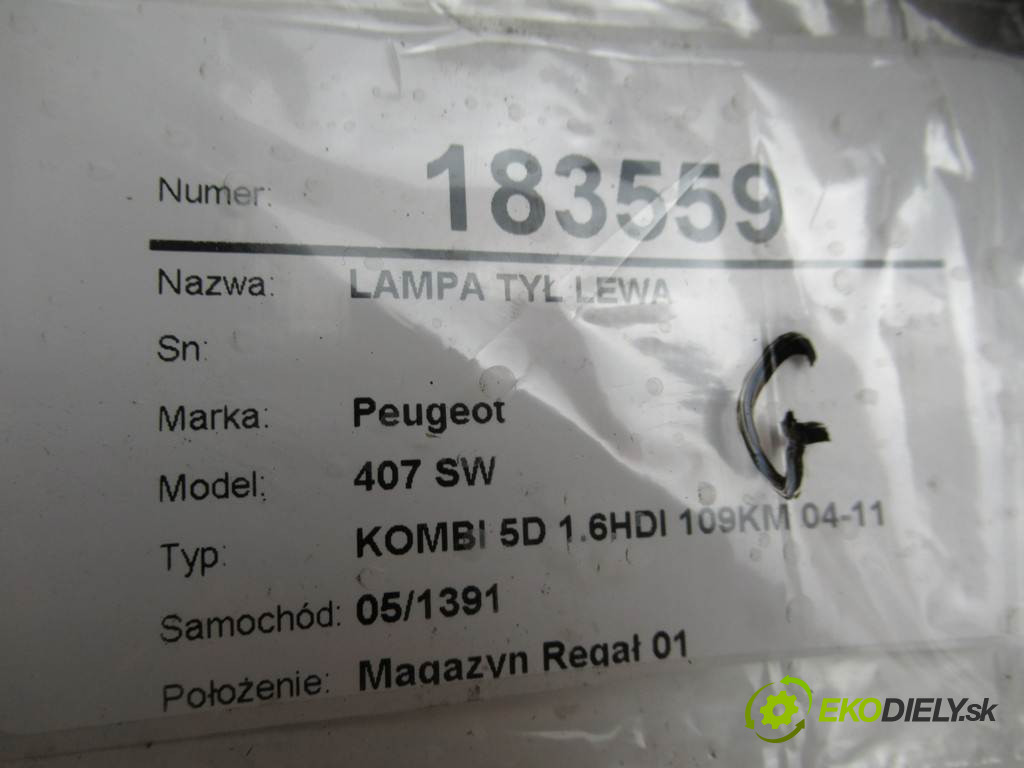 Numer: 183559
Nazwa: LAMPA TYŁ LEWA
Sn:
G
Marka: Peugeot
Model: 407 SW
Typ: KOMBI 5D 1.6HDI 109KM 04-11
Samochód: 05/1391
Położenie: Magazyn Regał 01
EKODIELY.sk